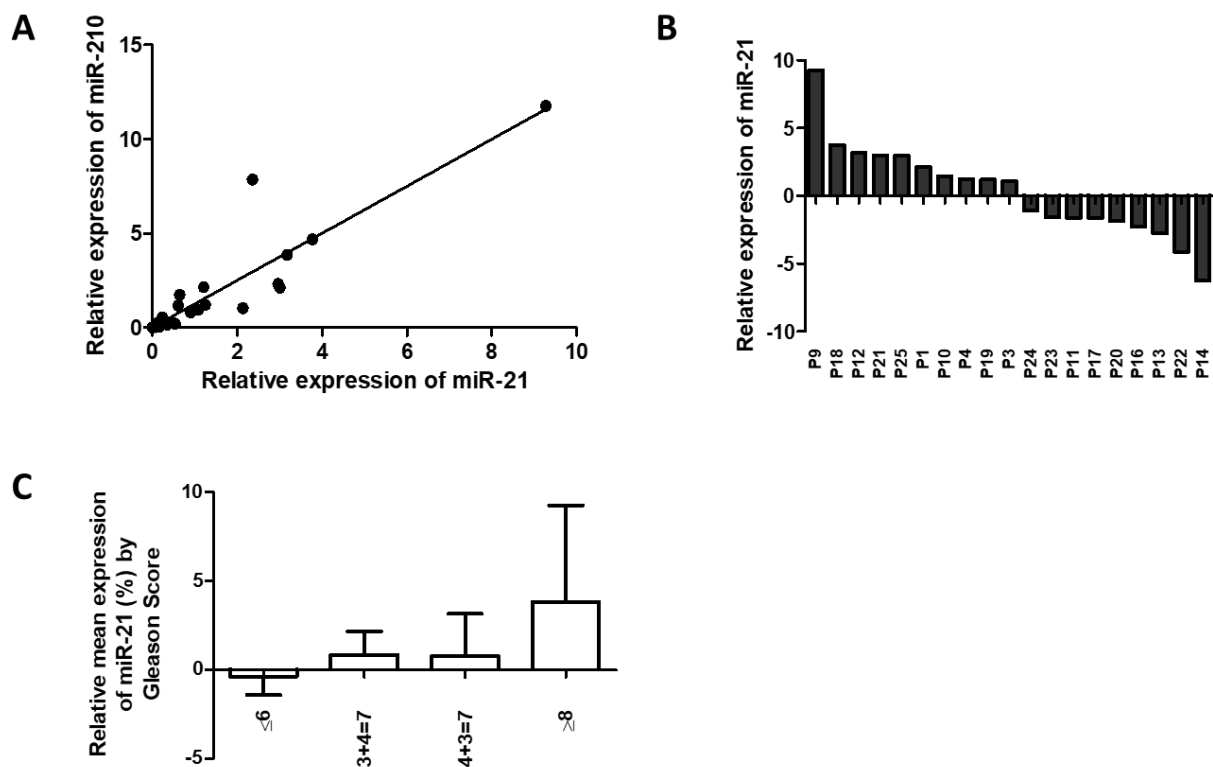 A
Relative expression of miR-210
15
10
5
0
0 2 4 6 8 10
Relative expression of miR-21
B
Relative expression of miR-21
10
5
0
-5
-10
P9 P18 P12 P21 P25 P1 P10 P4 P19 P3 P24 P23 P11 P17 P20 P16 P13 P22 P14
C
Relative mean expression
of miR-21 (%) by
Gleason Score
10
5
0
-5
≤6 3+4=7 4+3=7 ≥8